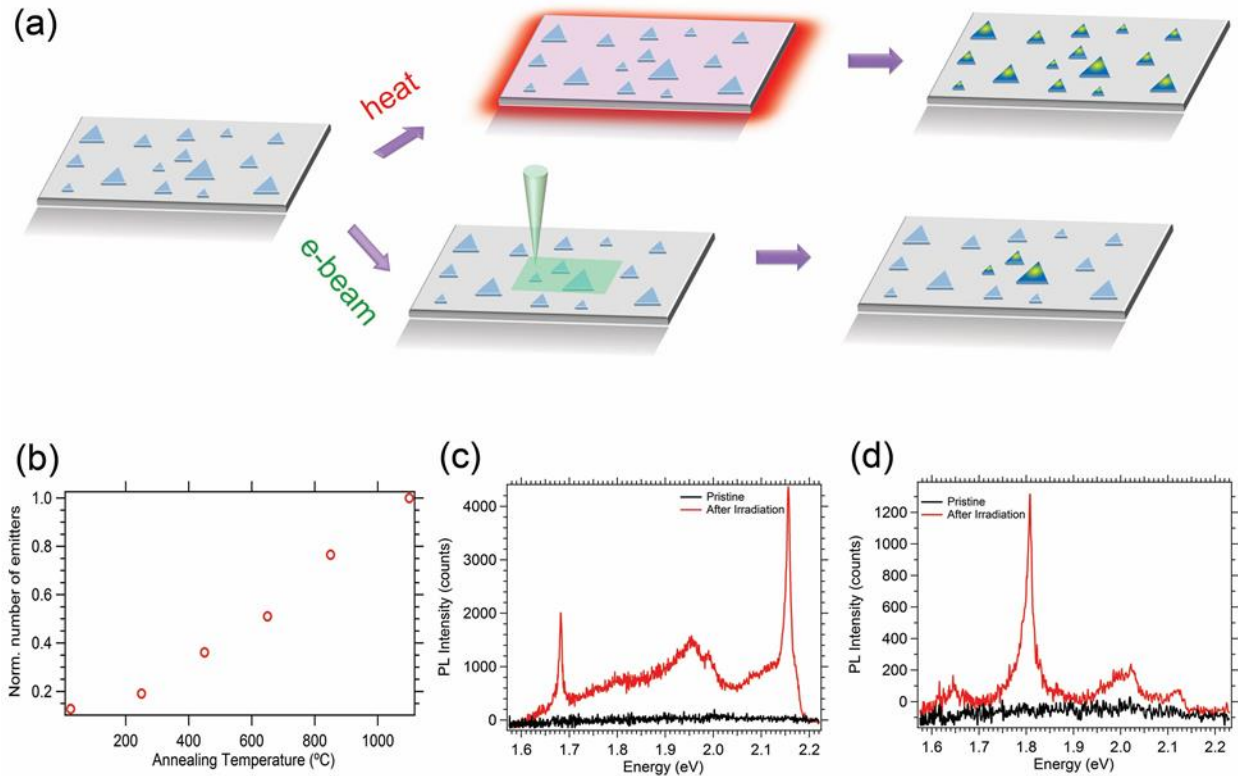 (a)
heat
e-beam
(b)
Norm. number of emitters
1.0
0.8
0.6
0.4
0.2
200
400
600
800
1000
Annealing Temperature (ºC)
(c)
PL Intensity (counts)
4000
3000
2000
1000
0
Pristine
After Irradiation
1.6
1.7
1.8
1.9
2.0
2.1
2.2
Energy (eV)
(d)
PL Intensity (counts)
1200
1000
800
600
400
200
0
Pristine
After Irradiation
1.6
1.7
1.8
1.9
2.0
2.1
2.2
Energy (eV)